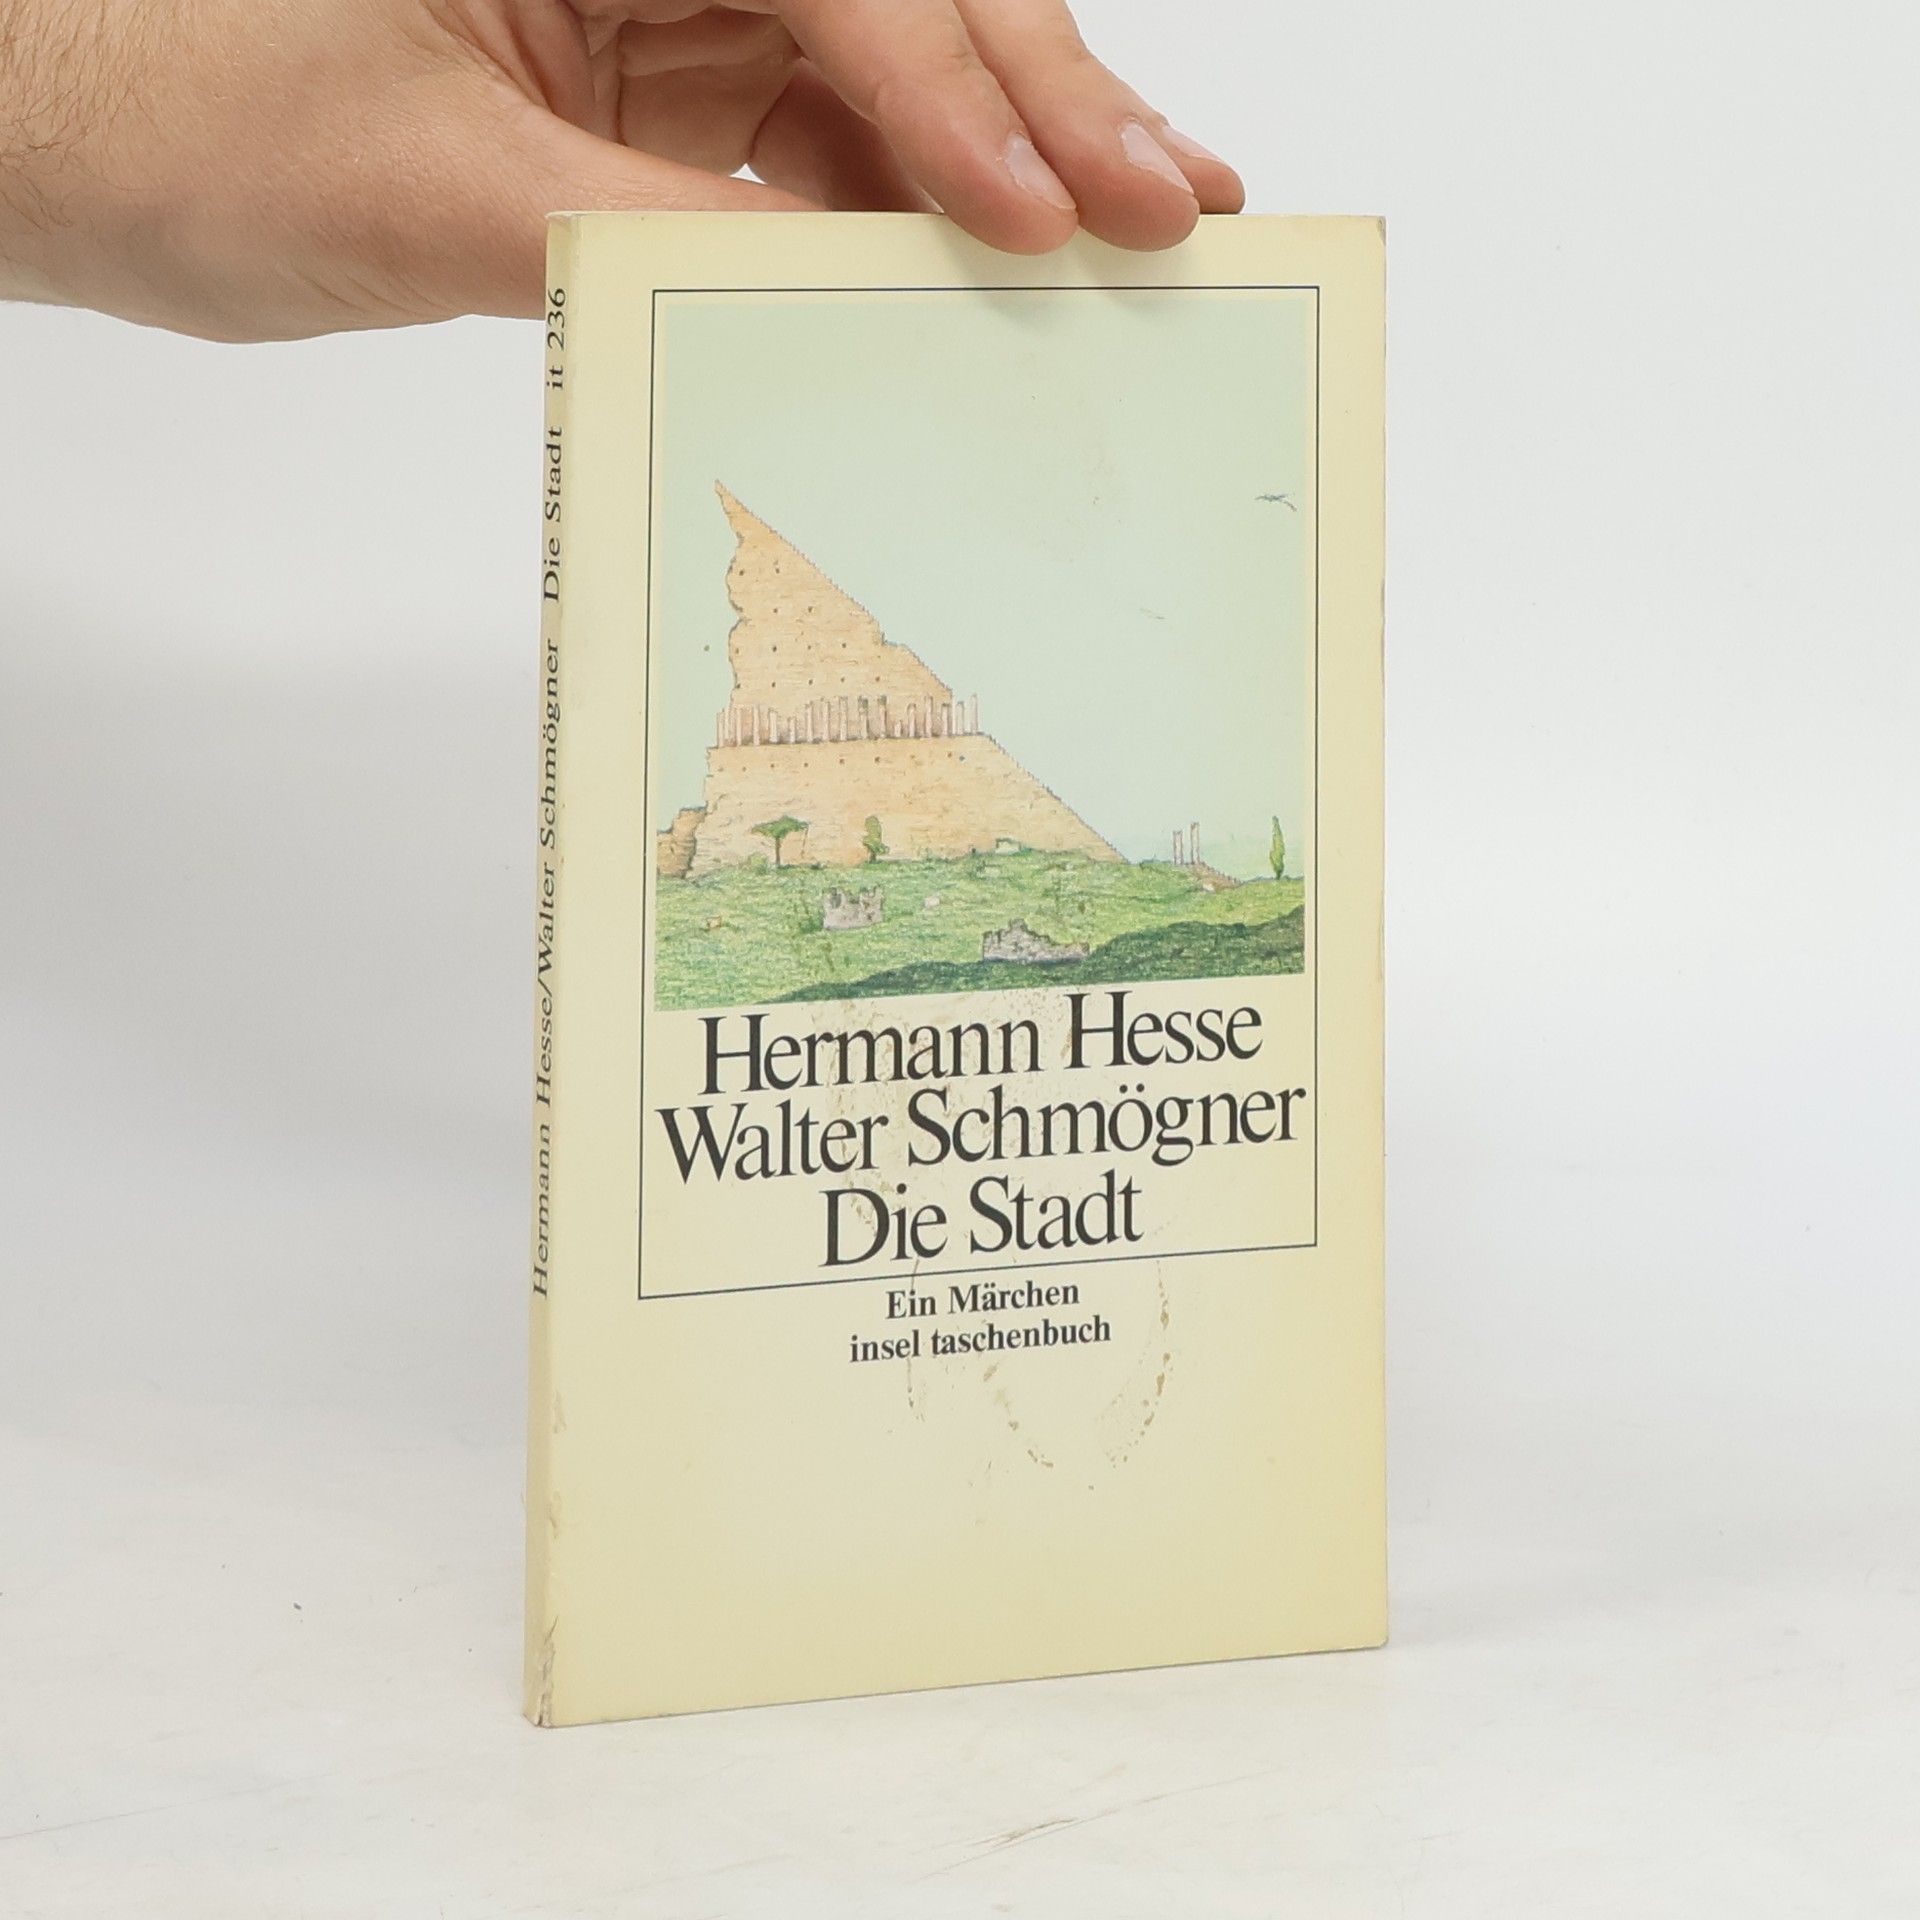 Hermann Hesse/Walter Schmögner Die Stadt it 236
Hermann Hesse
Walter Schmögner
Die Stadt
Ein Märchen
insel taschenbuch